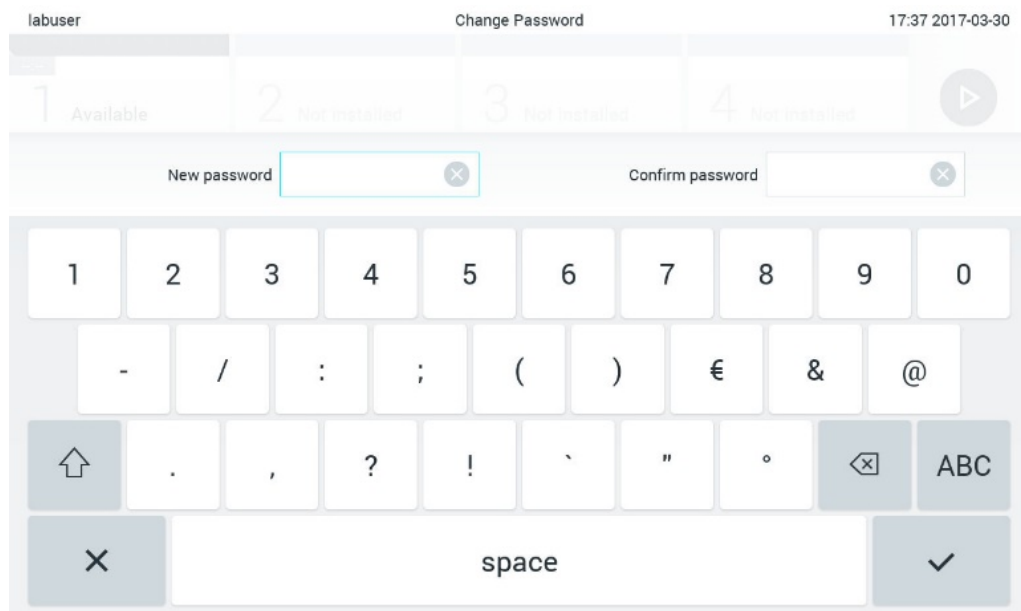 labuser Change Password 17:37 2017-03-30
1 Available 2 Not installed 3 Not installed 4 Not installed
New password Confirm password
1 2 3 4 5 6 7 8 9 0
- / : ; ( ) € & @
. , ? ! ` " ° ABC
space